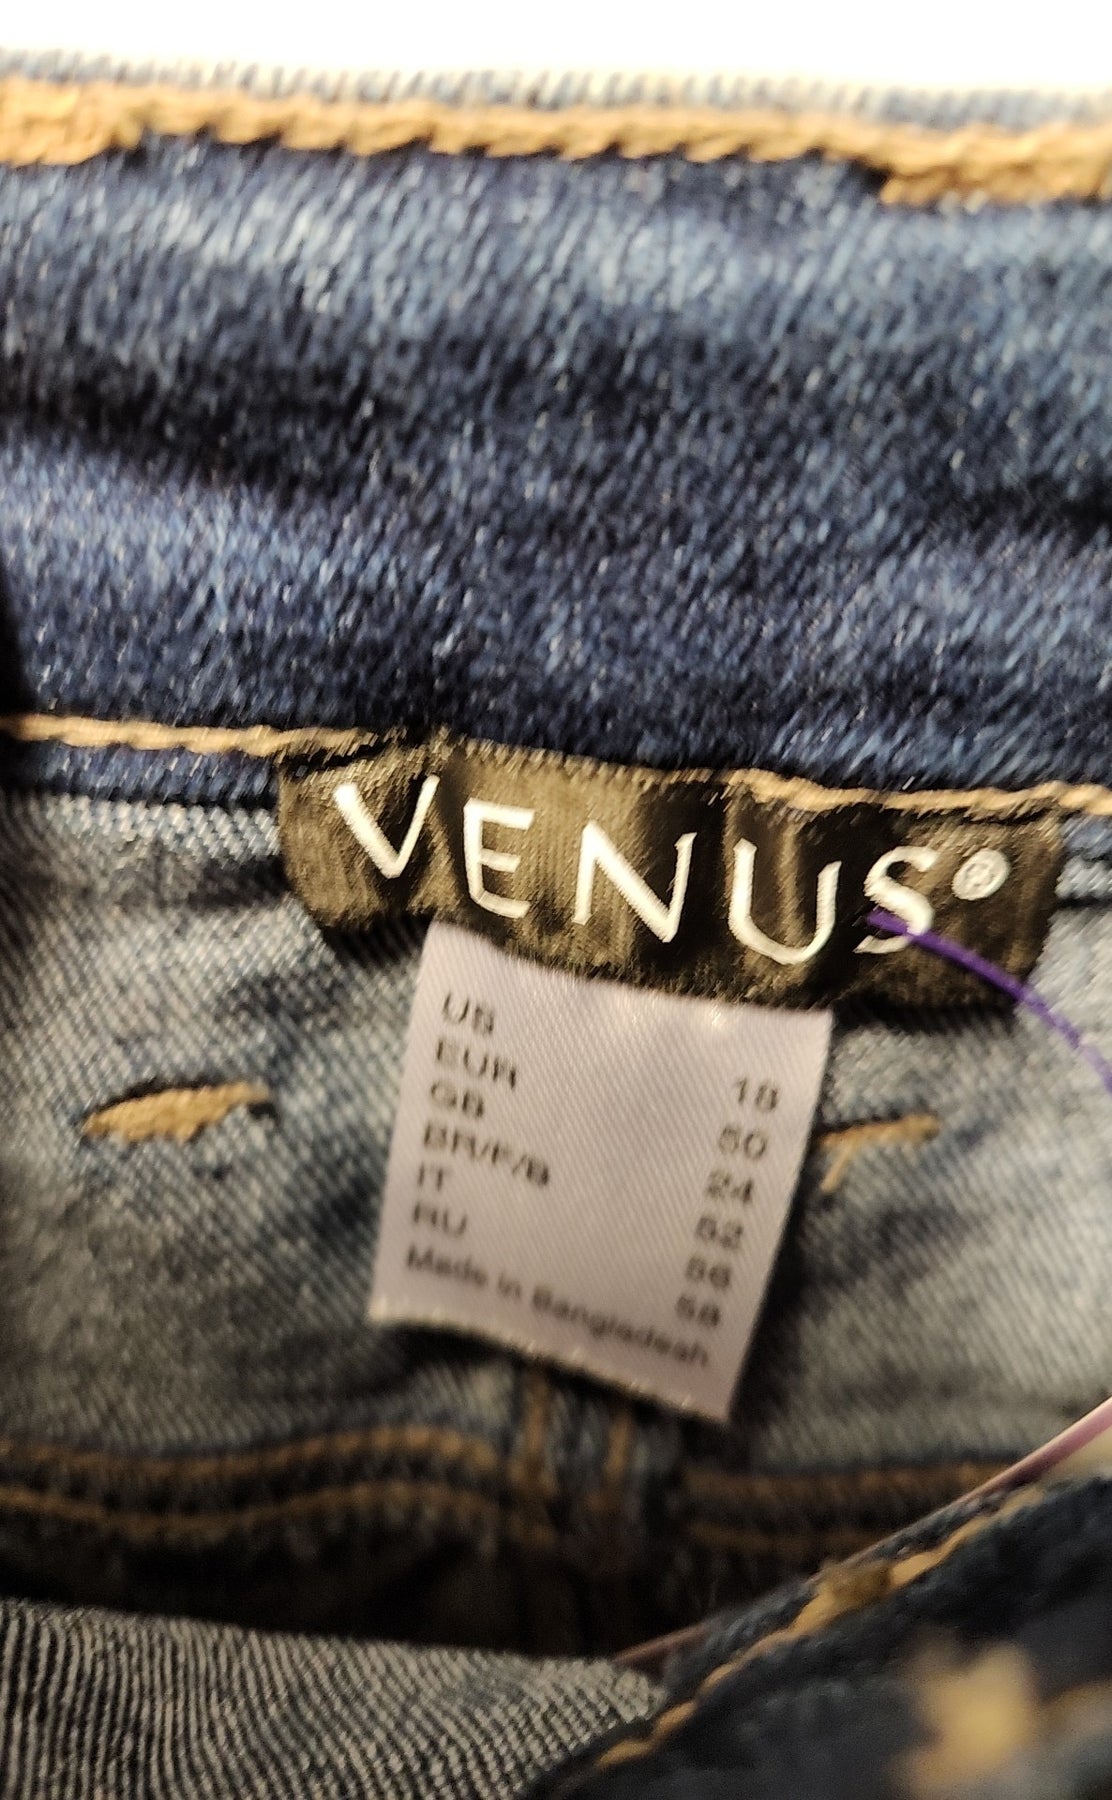 VENUS®
US 18
EUR 50
GB 24
BR/F/B 52
IT 56
RU 58
Made in Bangladesh